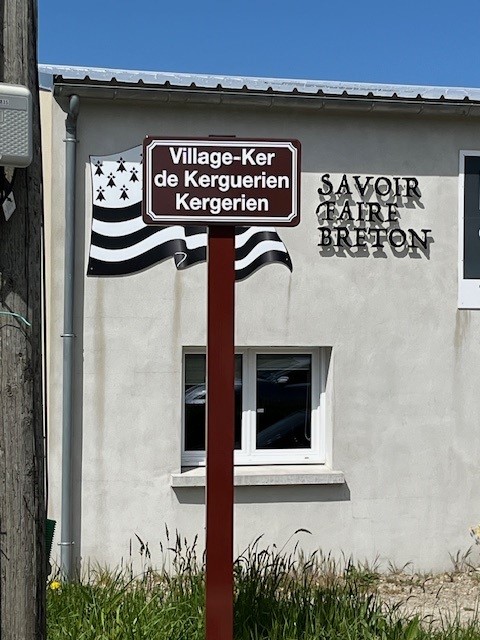 Village-Ker
de Kerguerien
Kergerien
SAVOIR
FAIRE
BRETON